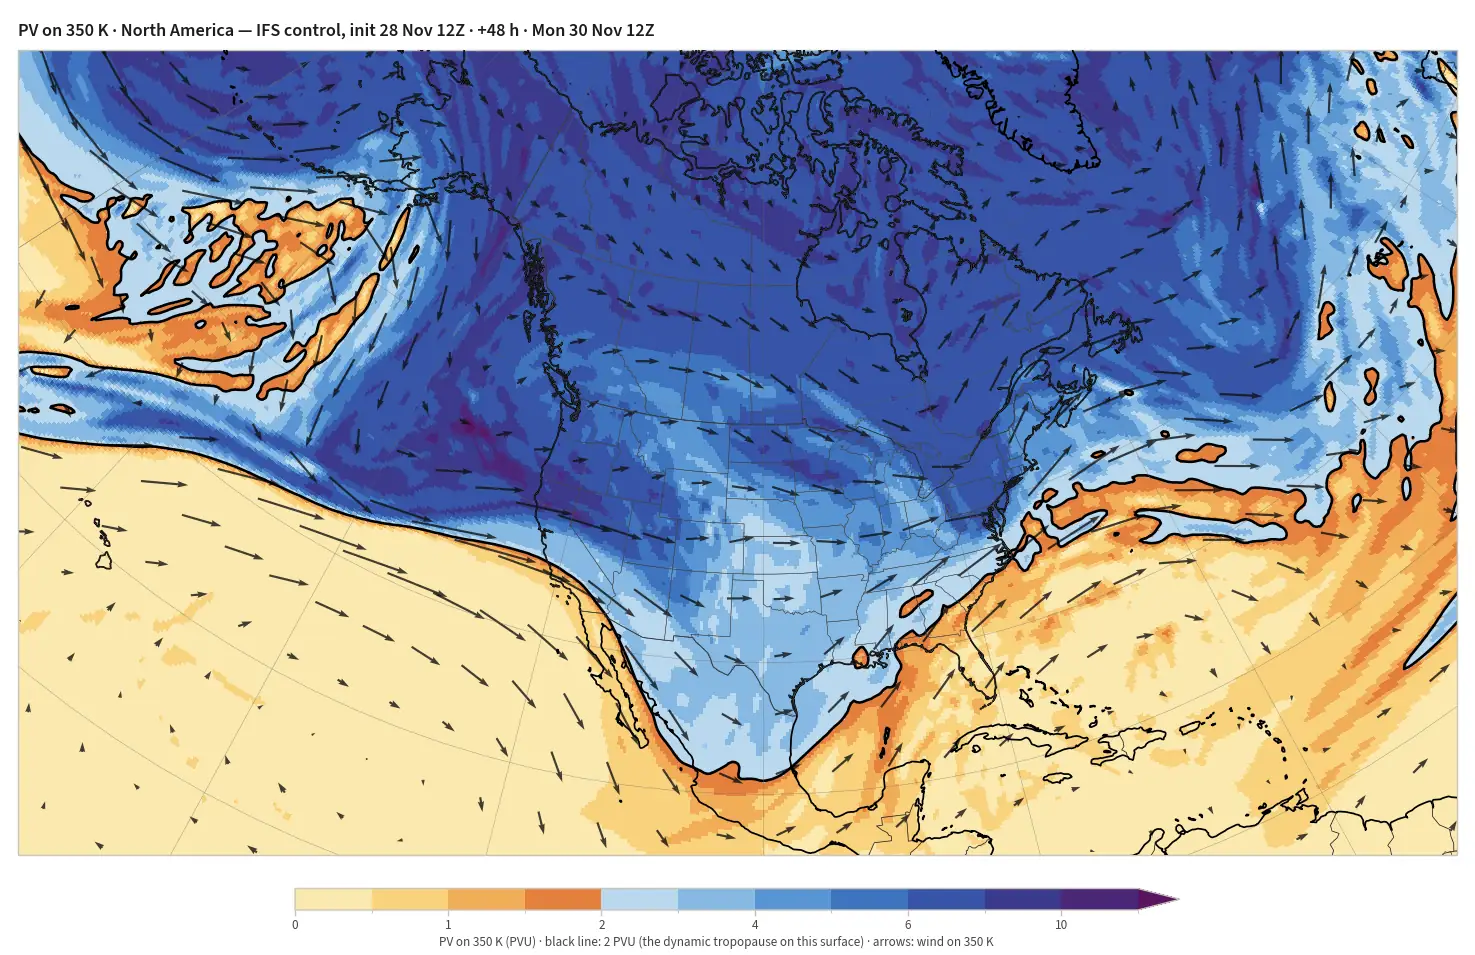 PV on 350 K · North America — IFS control, init 28 Nov 12Z · +48 h · Mon 30 Nov 12Z
0 1 2 4 6 10
PV on 350 K (PVU) · black line: 2 PVU (the dynamic tropopause on this surface) · arrows: wind on 350 K